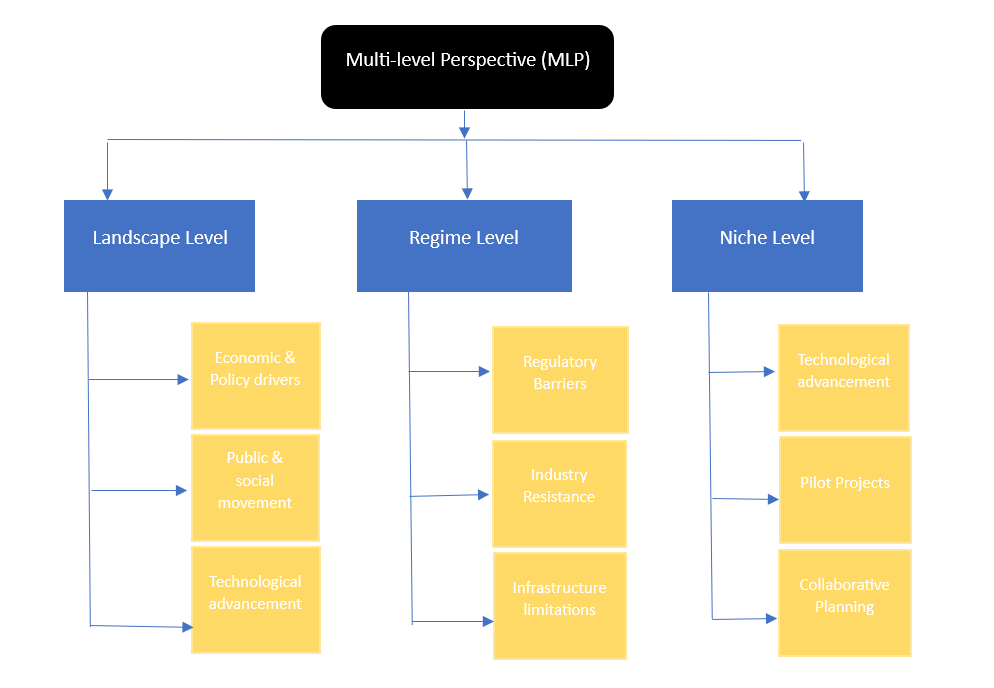 Multi-level Perspective (MLP)
Landscape Level
Regime Level
Niche Level
Economic &
Policy drivers
Public &
social
movement
Technological
advancement
Regulatory
Barriers
Industry
Resistance
Infrastructure
limitations
Technological
advancement
Pilot Projects
Collaborative
Planning